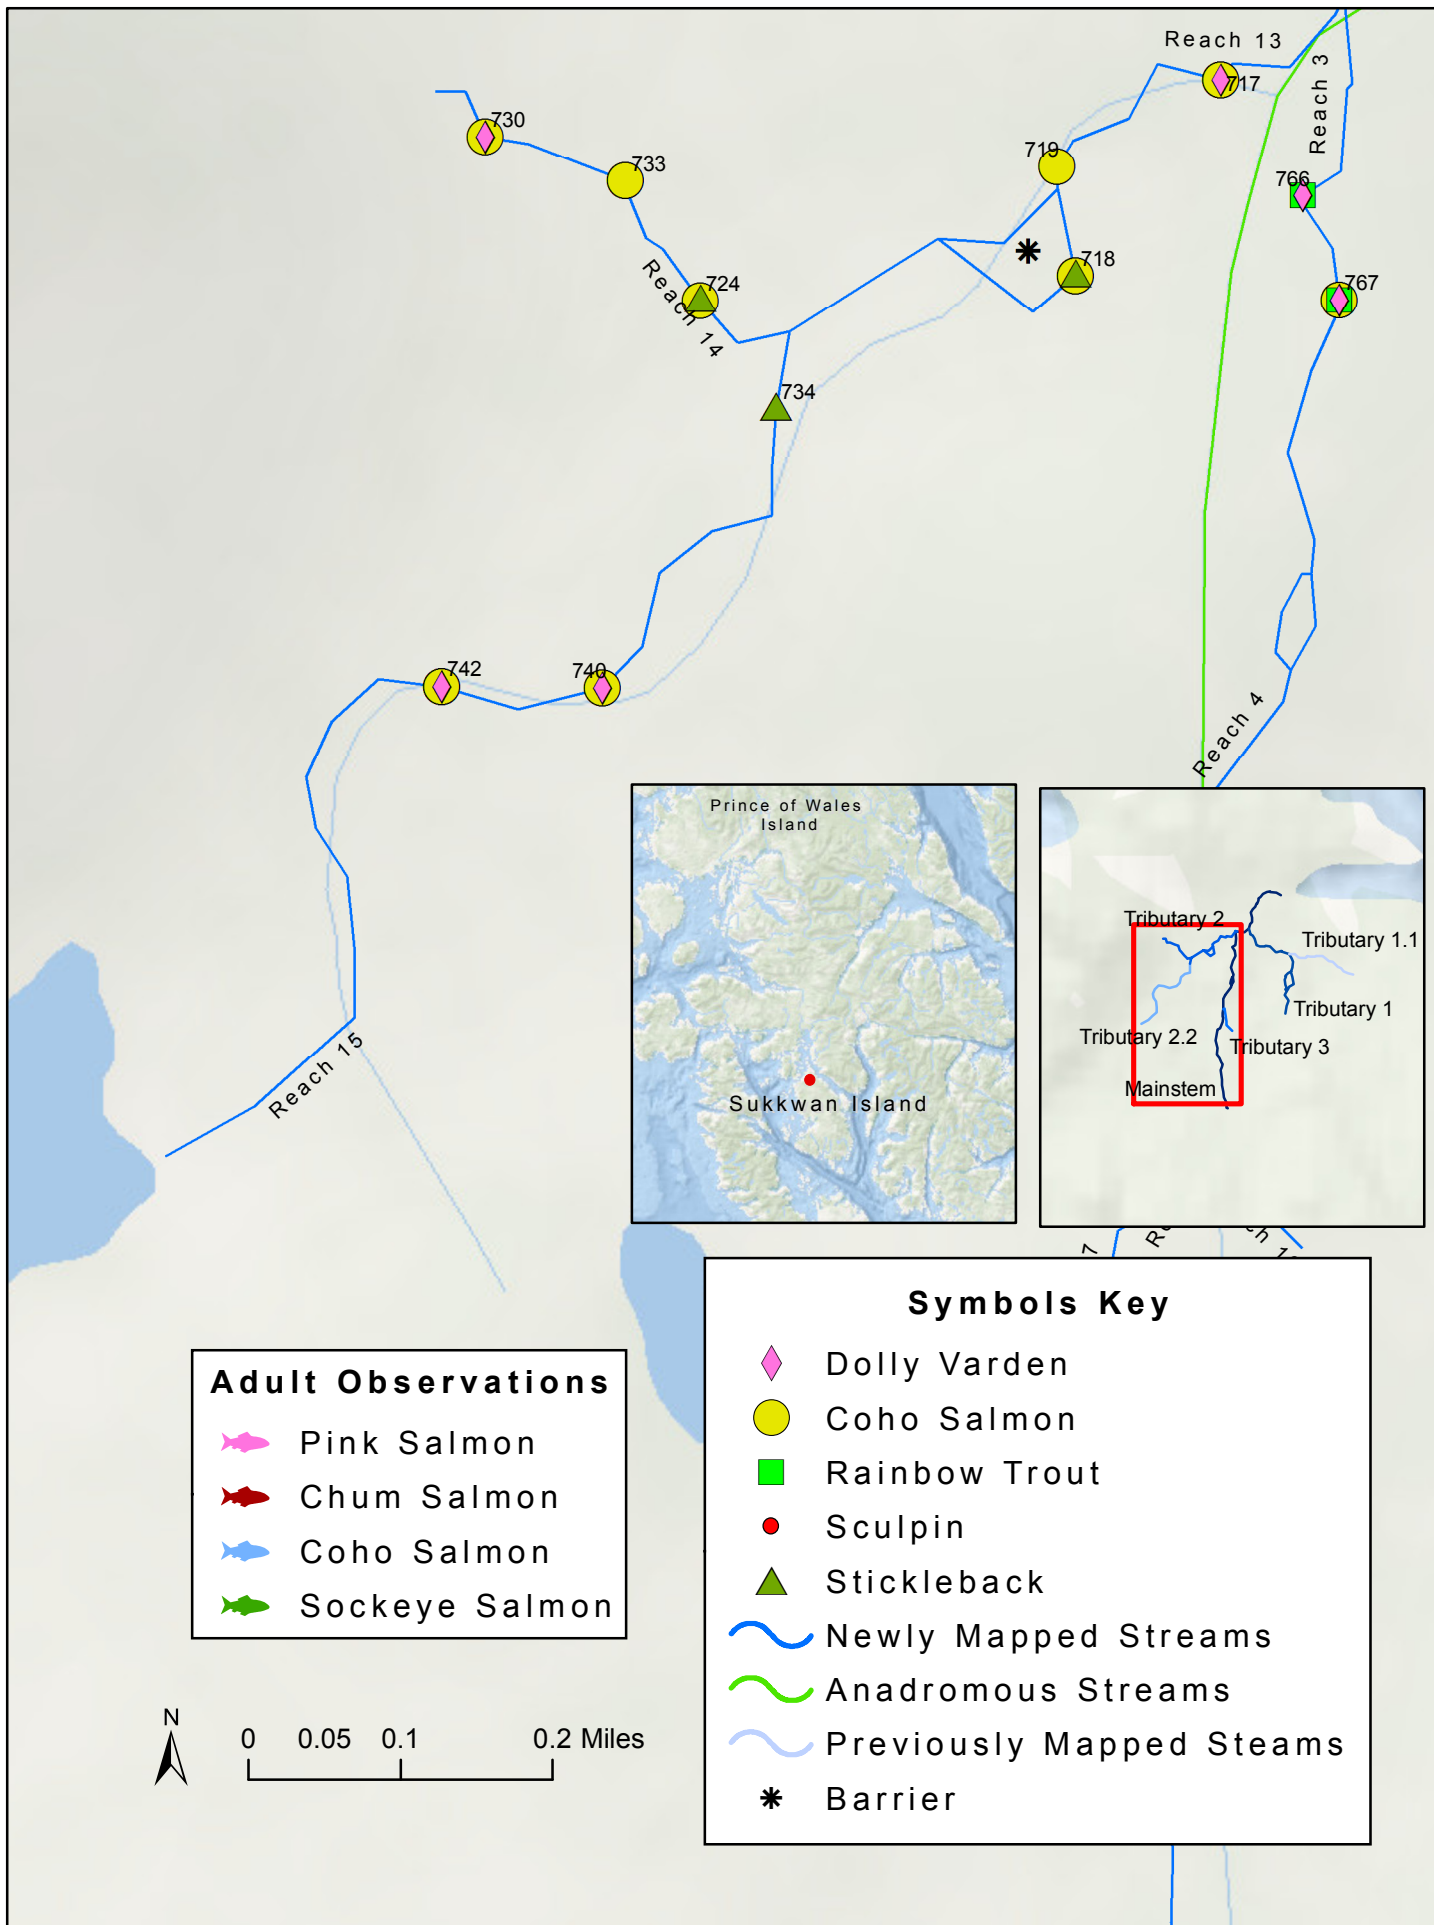 Reach 13
717
Reach 3
730
733
719
766
718
724
Reach 14
767
734
742
740
Reach 4
Prince of Wales
Island
Sukkwan Island
Tributary 2
Tributary 1.1
Tributary 1
Tributary 2.2
Tributary 3
Mainstem
Reach 15
7
Symbols Key
Dolly Varden
Coho Salmon
Rainbow Trout
Sculpin
Stickleback
Newly Mapped Streams
Anadromous Streams
Previously Mapped Steams
Barrier
Adult Observations
Pink Salmon
Chum Salmon
Coho Salmon
Sockeye Salmon
N
0 0.05 0.1 0.2 Miles